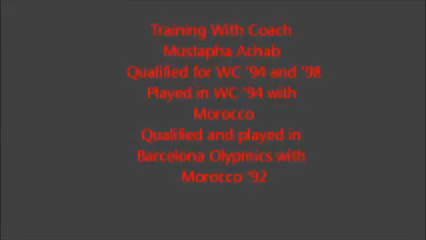 Training With Coach
Mustapha Achab
Qualified for WC '94 and '98
Played in WC '94 with
Morocco
Qualified and played in
Barcelona Olypmics with
Morocco '92